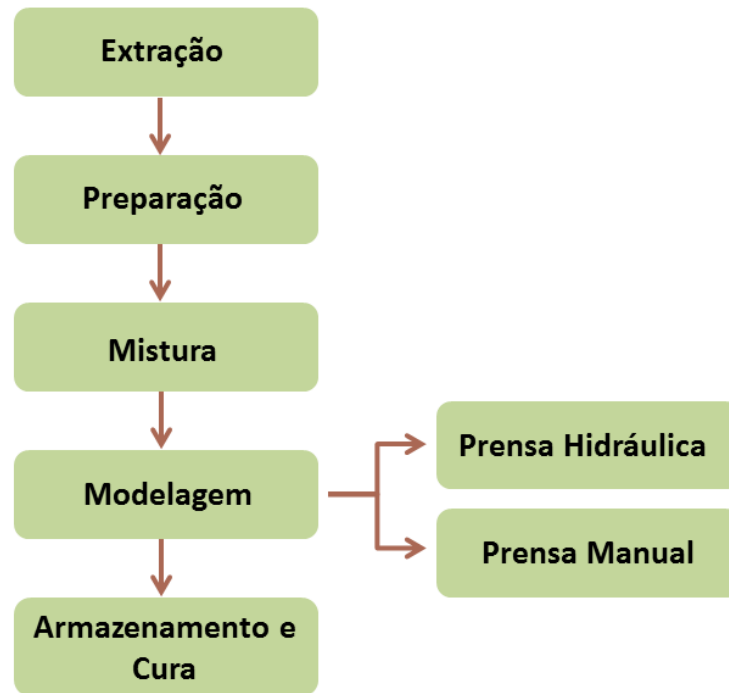 Extração
Preparação
Mistura
Modelagem
Prensa Hidráulica
Prensa Manual
Armazenamento e
Cura